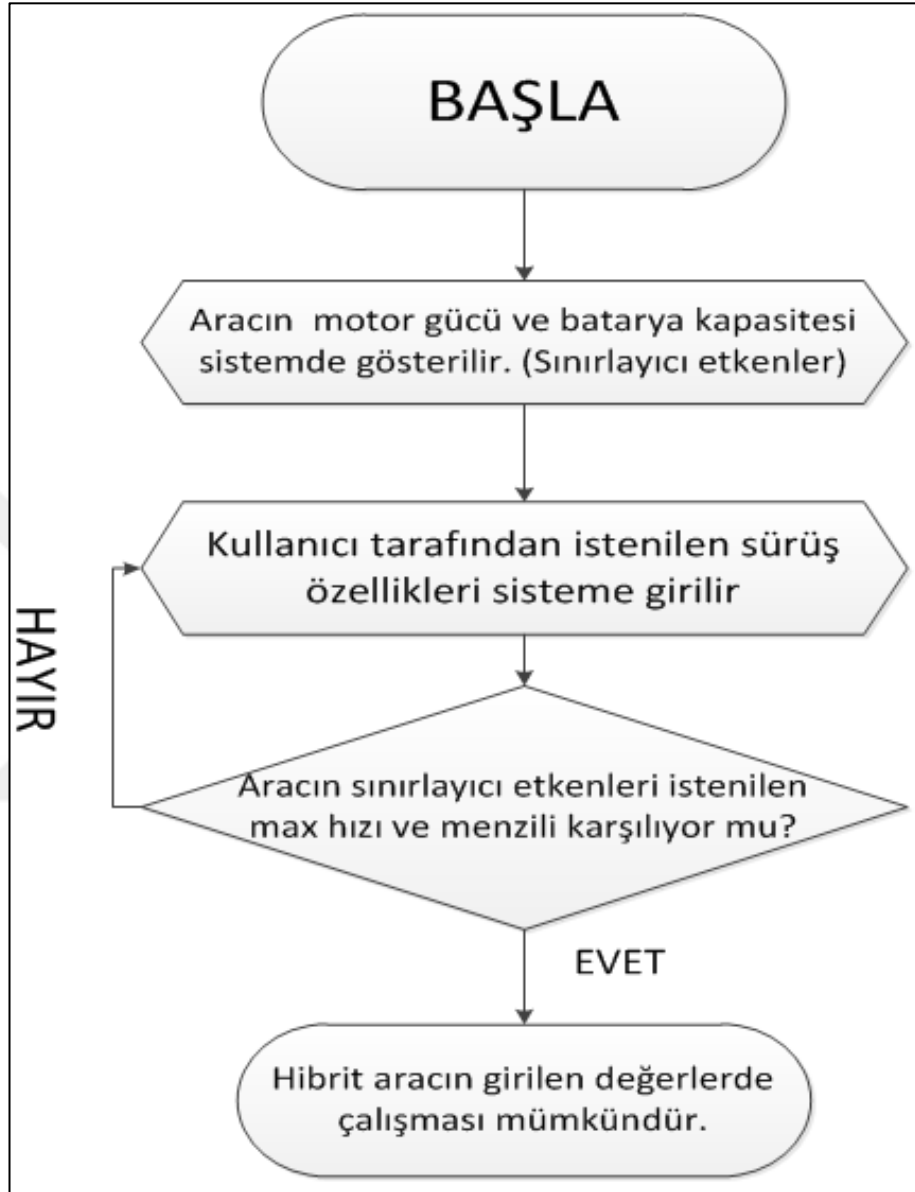 BAŞLA
Aracın motor gücü ve batarya kapasitesi
sistemde gösterilir. (Sınırlayıcı etkenler)
Kullanıcı tarafından istenilen sürüş
özellikleri sisteme girilir
HAYIR
Aracın sınırlayıcı etkenleri istenilen
max hızı ve menzili karşılıyor mu?
EVET
Hibrit aracın girilen değerlerde
çalışması mümkündür.